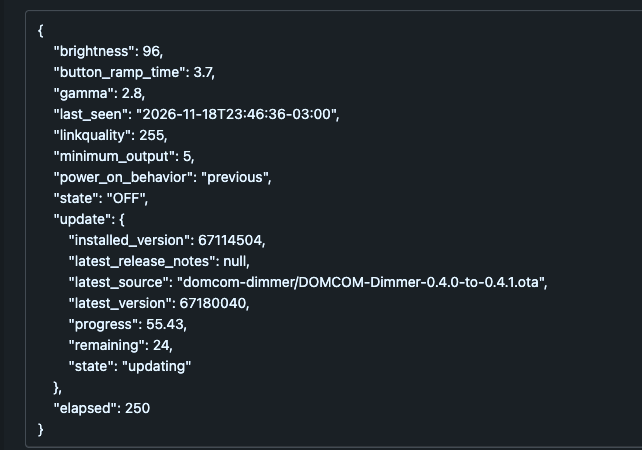 {
"brightness": 96,
"button_ramp_time": 3.7,
"gamma": 2.8,
"last_seen": "2026-11-18T23:46:36-03:00",
"linkquality": 255,
"minimum_output": 5,
"power_on_behavior": "previous",
"state": "OFF",
"update": {
"installed_version": 67114504,
"latest_release_notes": null,
"latest_source": "domcom-dimmer/DOMCOM-Dimmer-0.4.0-to-0.4.1.ota",
"latest_version": 67180040,
"progress": 55.43,
"remaining": 24,
"state": "updating"
},
"elapsed": 250
}